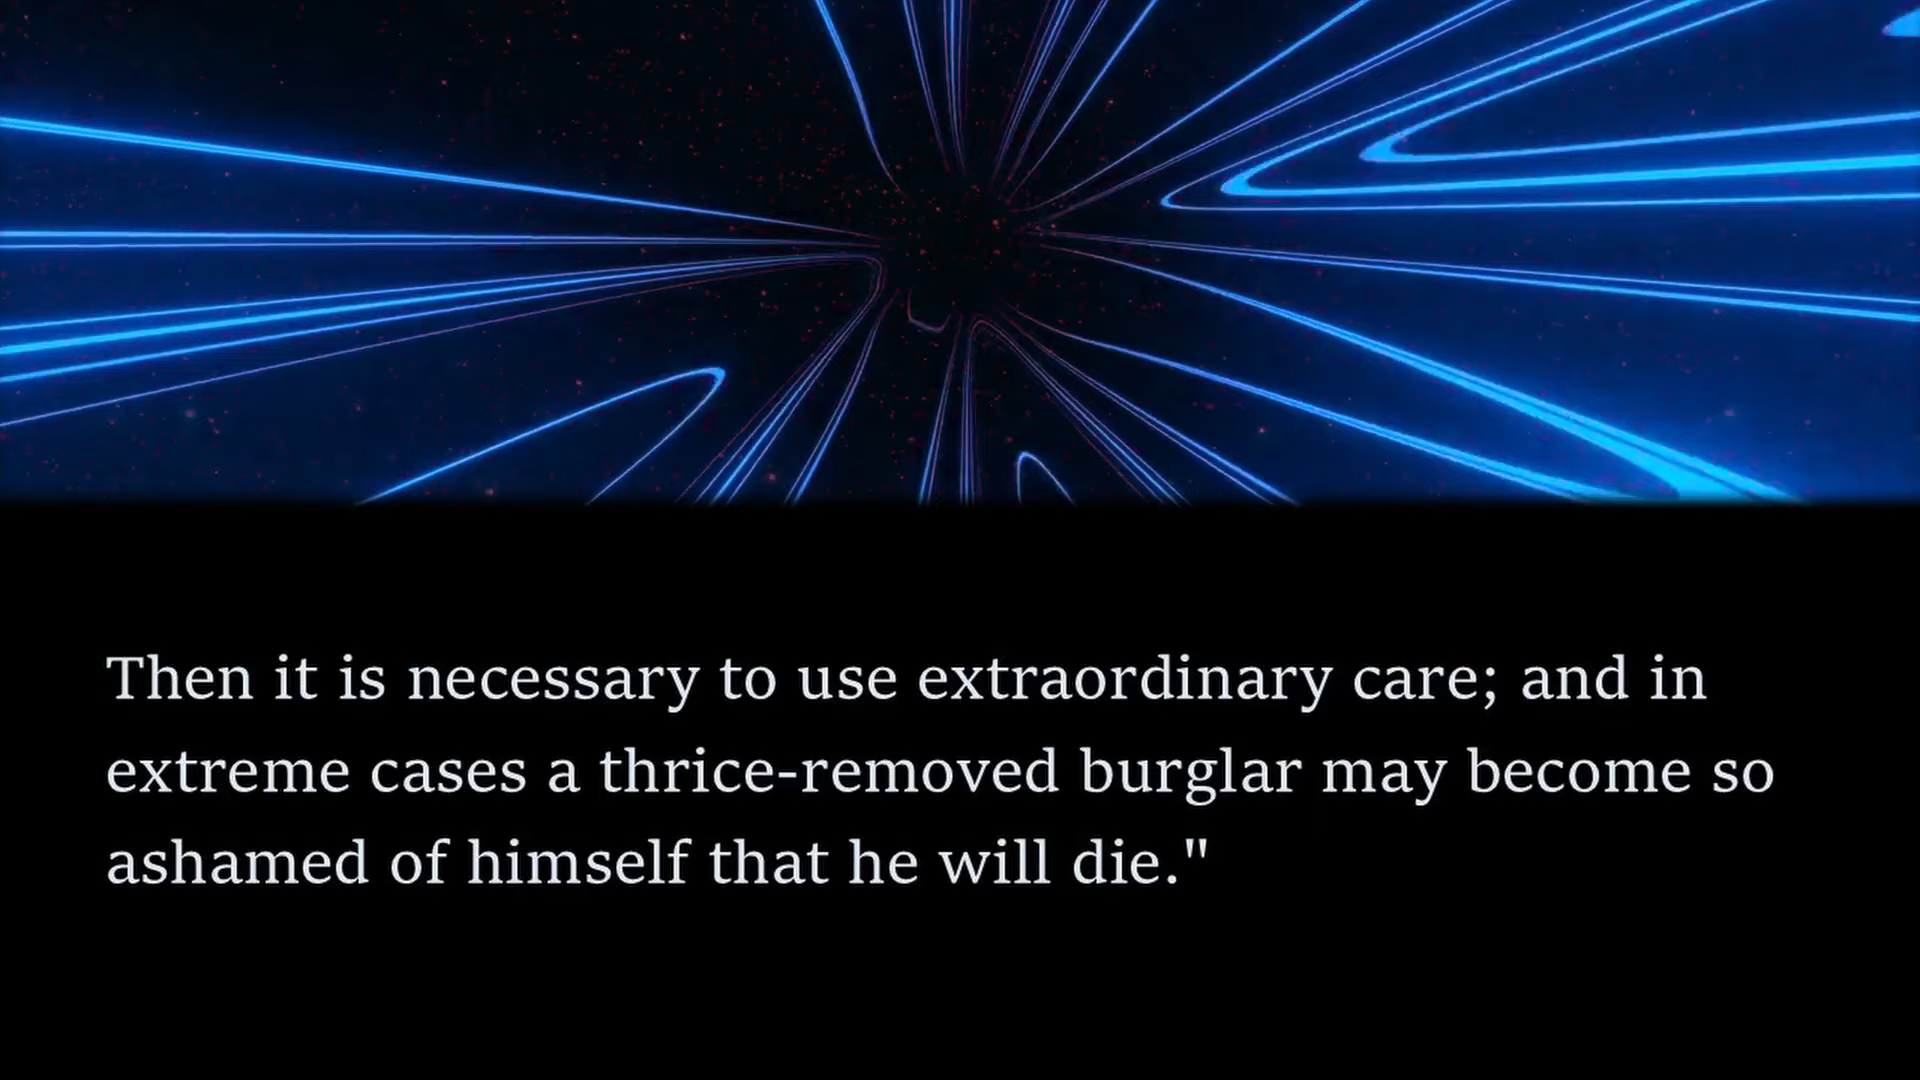 Then it is necessary to use extraordinary care; and in
extreme cases a thrice-removed burglar may become so
ashamed of himself that he will die."